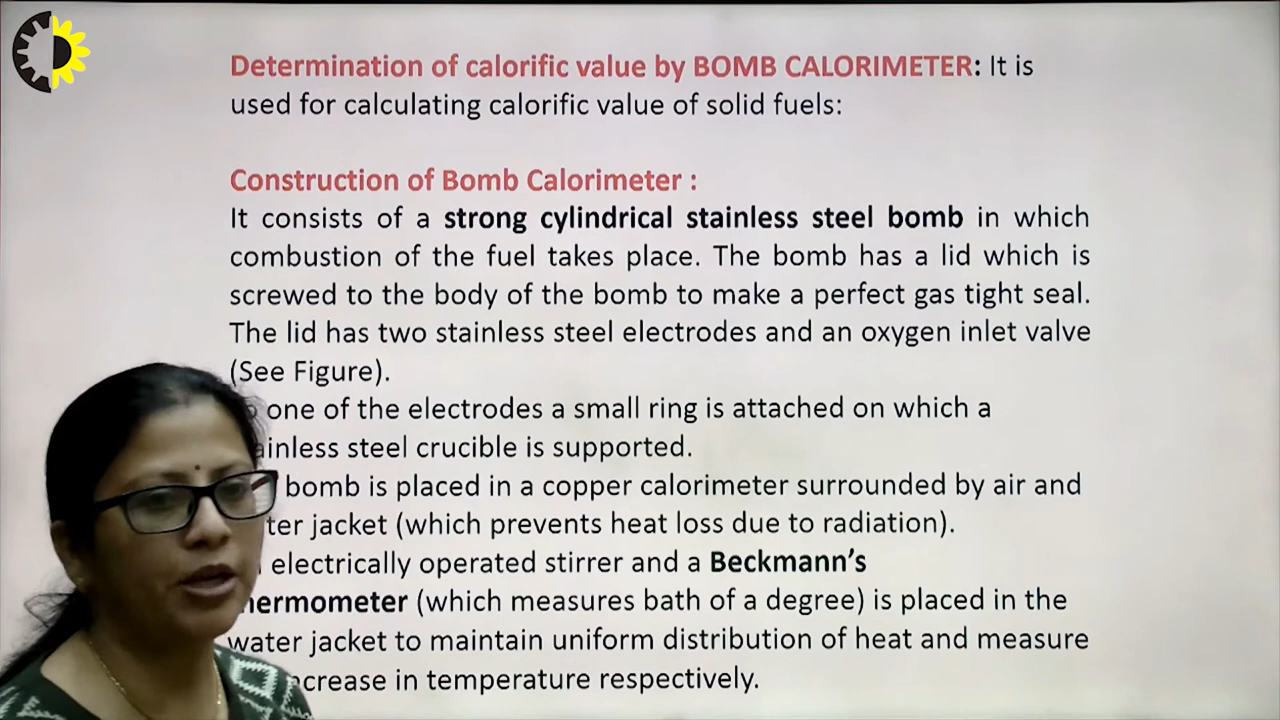 Determination of calorific value by BOMB CALORIMETER: It is
used for calculating calorific value of solid fuels:
Construction of Bomb Calorimeter :
It consists of a strong cylindrical stainless steel bomb in which
combustion of the fuel takes place. The bomb has a lid which is
screwed to the body of the bomb to make a perfect gas tight seal.
The lid has two stainless steel electrodes and an oxygen inlet valve
(See Figure).
one of the electrodes a small ring is attached on which a
steel crucible is supported.
bomb is placed in a copper calorimeter surrounded by air and
jacket (which prevents heat loss due to radiation).
electrically operated stirrer and a Beckmann's
(which measures bath of a degree) is placed in the
water jacket to maintain uniform distribution of heat and measure
in temperature respectively.